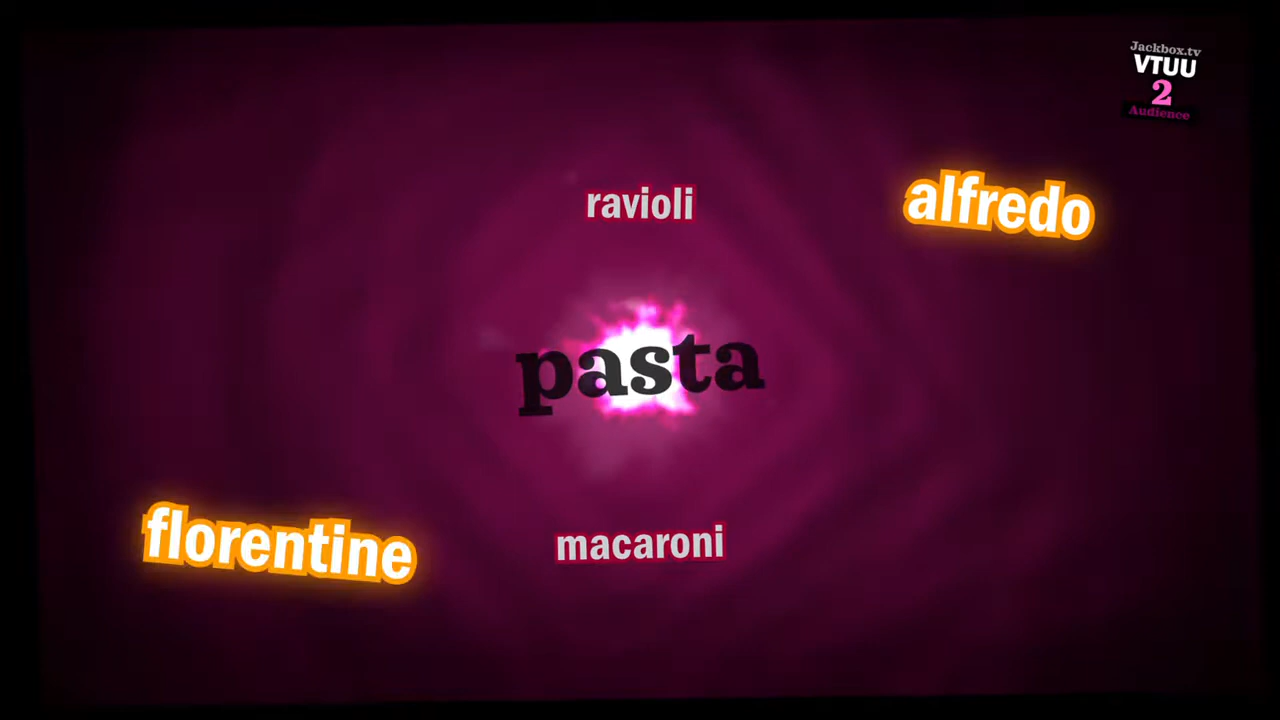 Jackbox.tv
VTUU
2
Audience
ravioli
alfredo
pasta
florentine
macaroni